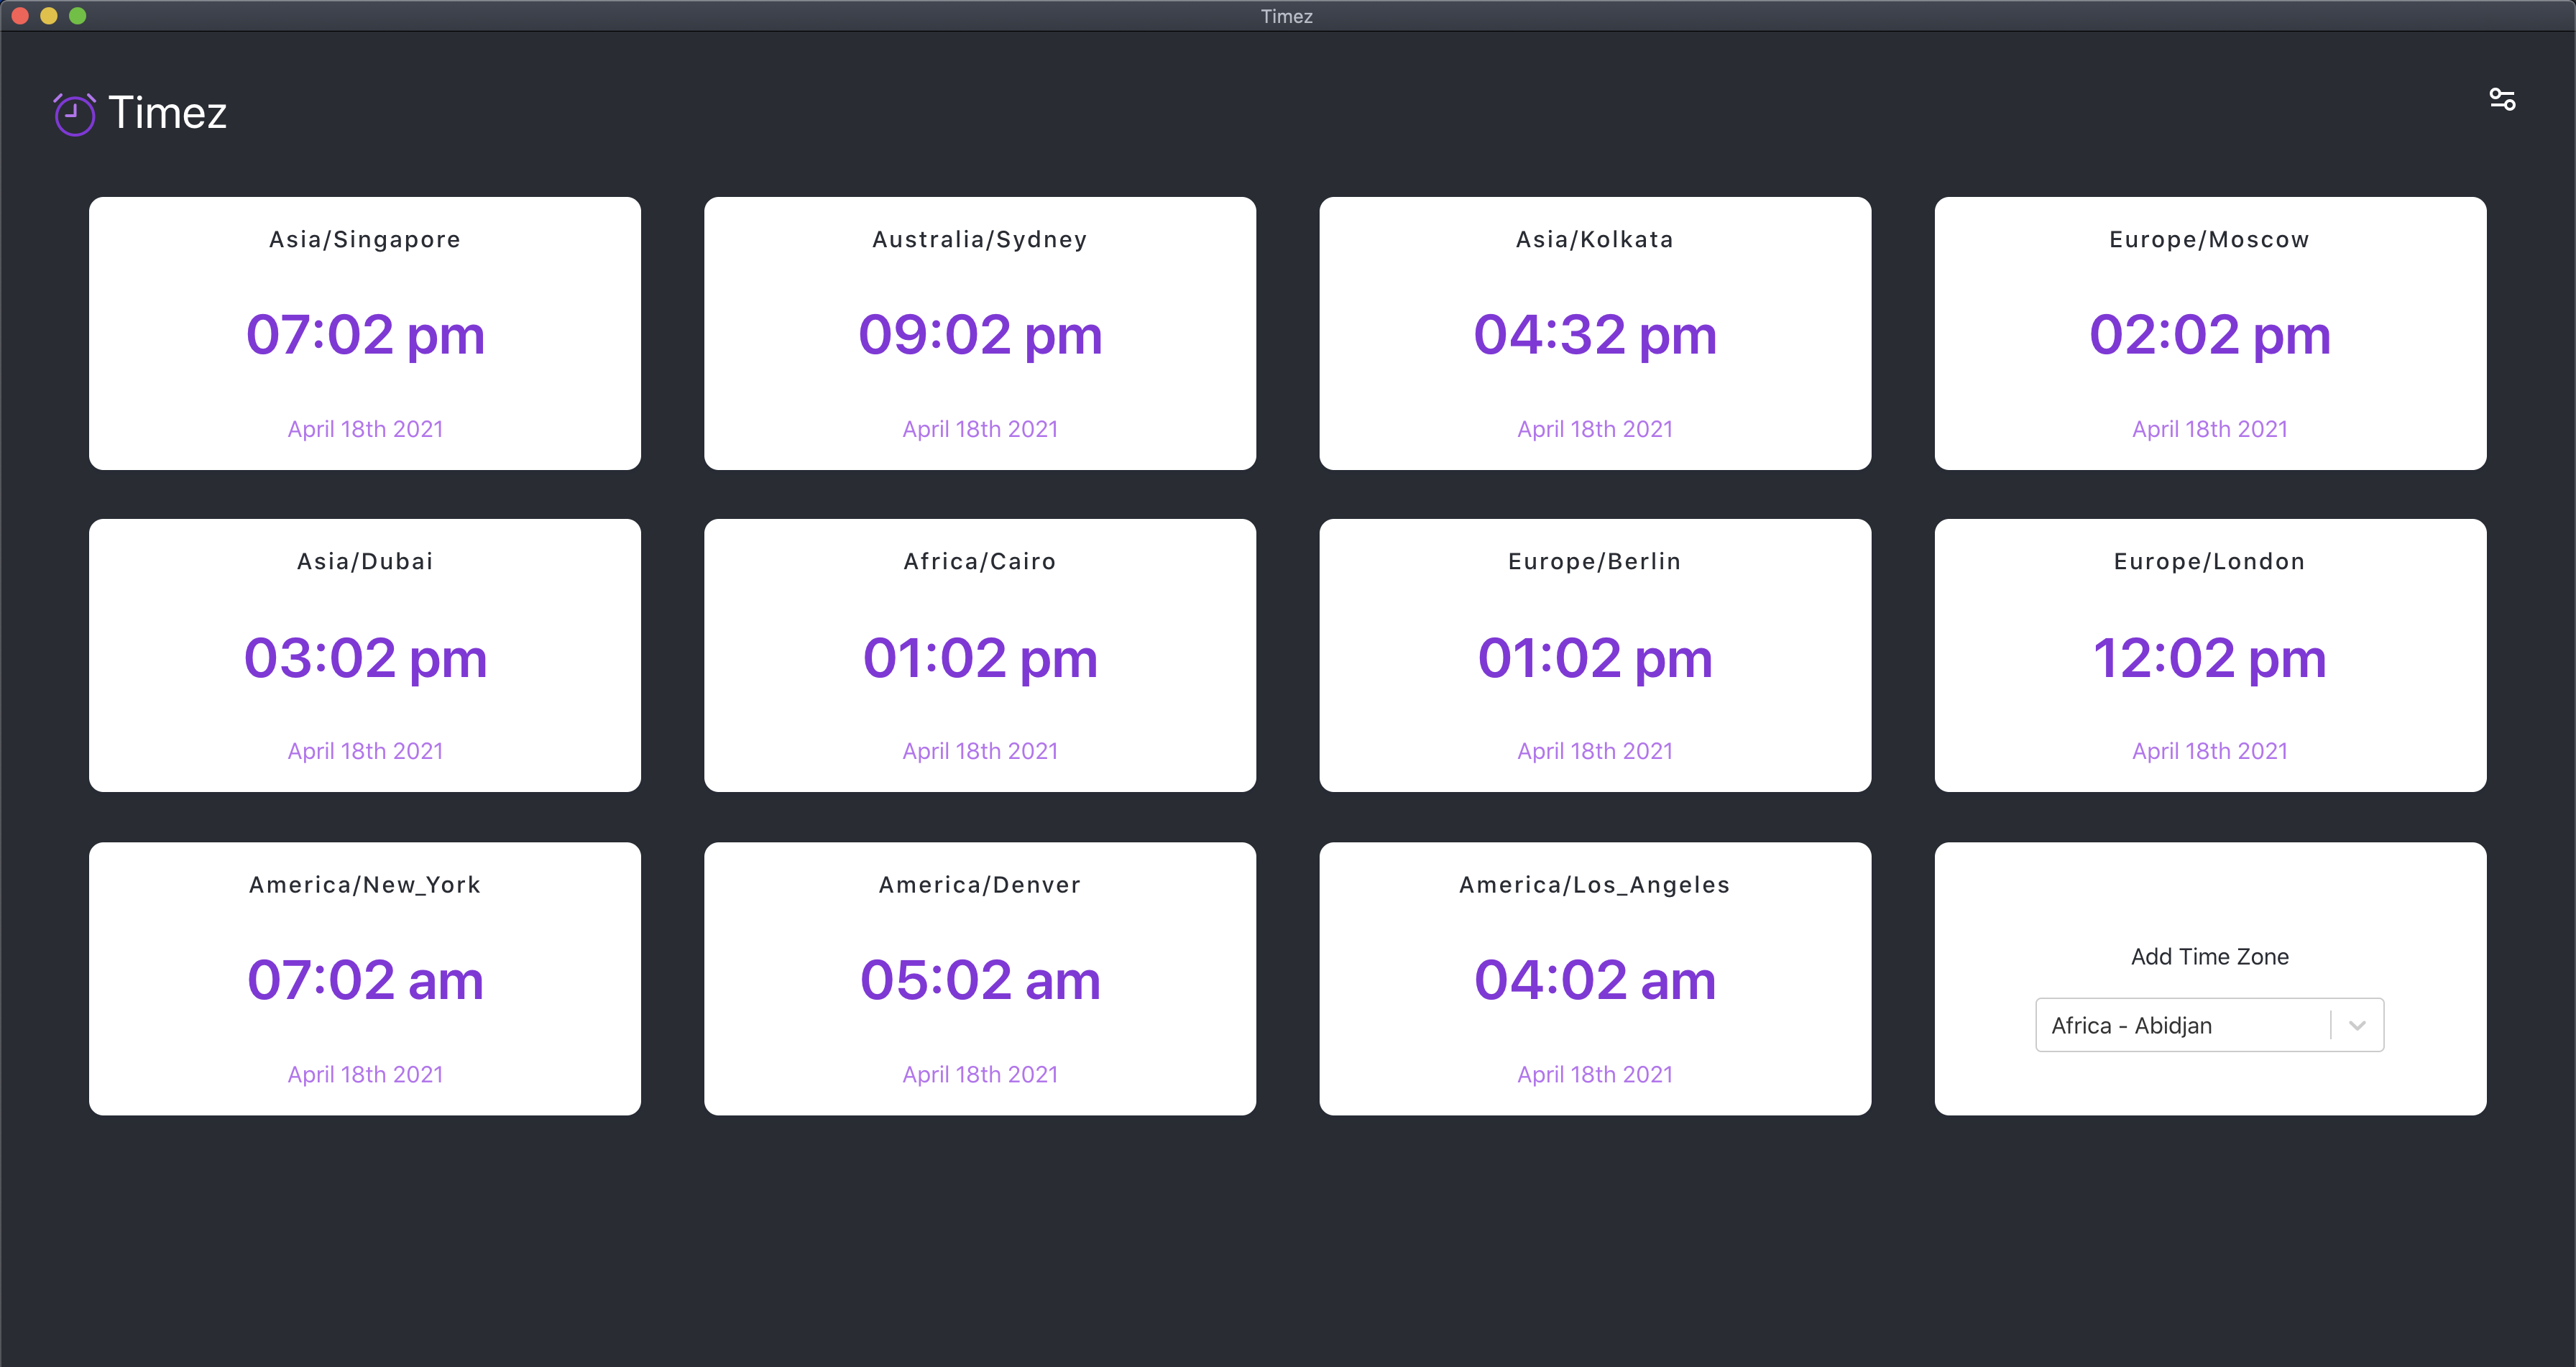 Timez
Timez
Asia/Singapore
07:02 pm
April 18th 2021
Australia/Sydney
09:02 pm
April 18th 2021
Asia/Kolkata
04:32 pm
April 18th 2021
Europe/Moscow
02:02 pm
April 18th 2021
Asia/Dubai
03:02 pm
April 18th 2021
Africa/Cairo
01:02 pm
April 18th 2021
Europe/Berlin
01:02 pm
April 18th 2021
Europe/London
12:02 pm
April 18th 2021
America/New_York
07:02 am
April 18th 2021
America/Denver
05:02 am
April 18th 2021
America/Los_Angeles
04:02 am
April 18th 2021
Add Time Zone
Africa - Abidjan